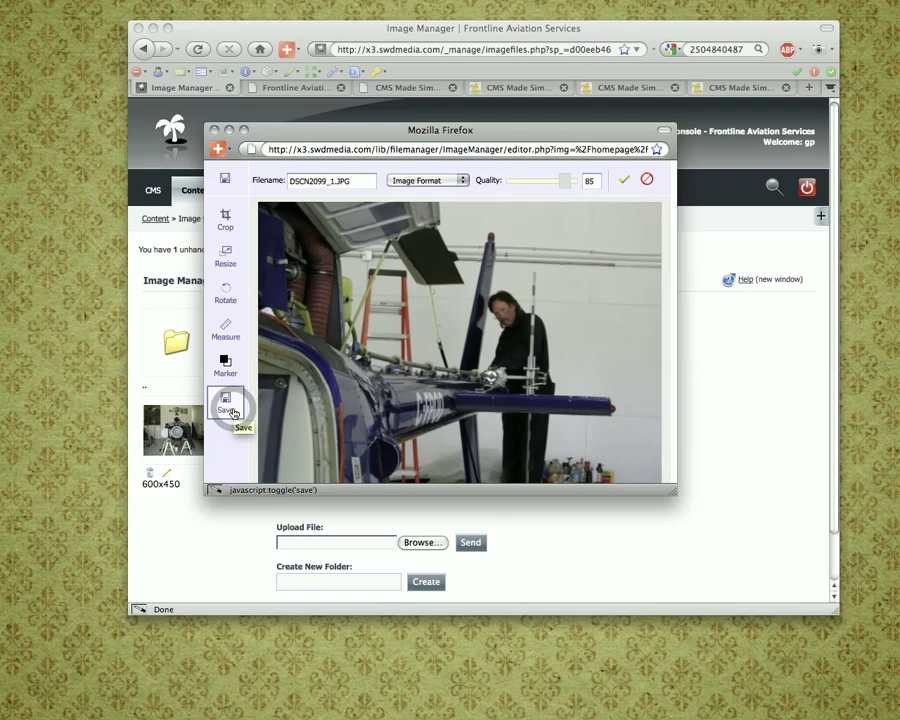 Image Manager | Frontline Aviation Services
http://x3.swdmedia.com/_manage/imagefiles.php?sp_=d00eeb46
2504840487
ABP
Image Manager...
Frontline Aviati...
CMS Made Sim...
CMS Made Sim...
CMS Made Sim...
CMS Made Sim...
Mozilla Firefox
onsole - Frontline Aviation Services
Welcome: gp
http://x3.swdmedia.com/lib/filemanager/ImageManager/editor.php?img=%2Fhomepage%2F
CMS
Conte
Filename:
DSCN2099_1.JPG
Image Format
Quality:
85
Content » Image
Crop
You have 1 unhan
Resize
Image Mana
Help (new window)
Rotate
Measure
Marker
..
Save
Save
600x450
javascript:toggle('save')
Upload File:
Browse...
Send
Create New Folder:
Create
Done